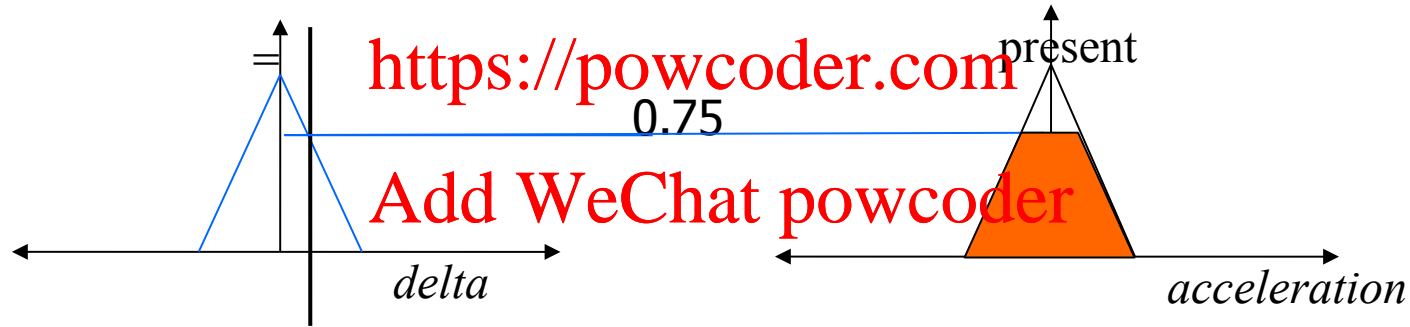 =
https://powcoder.com
present
0.75
Add WeChat powcoder
delta
acceleration